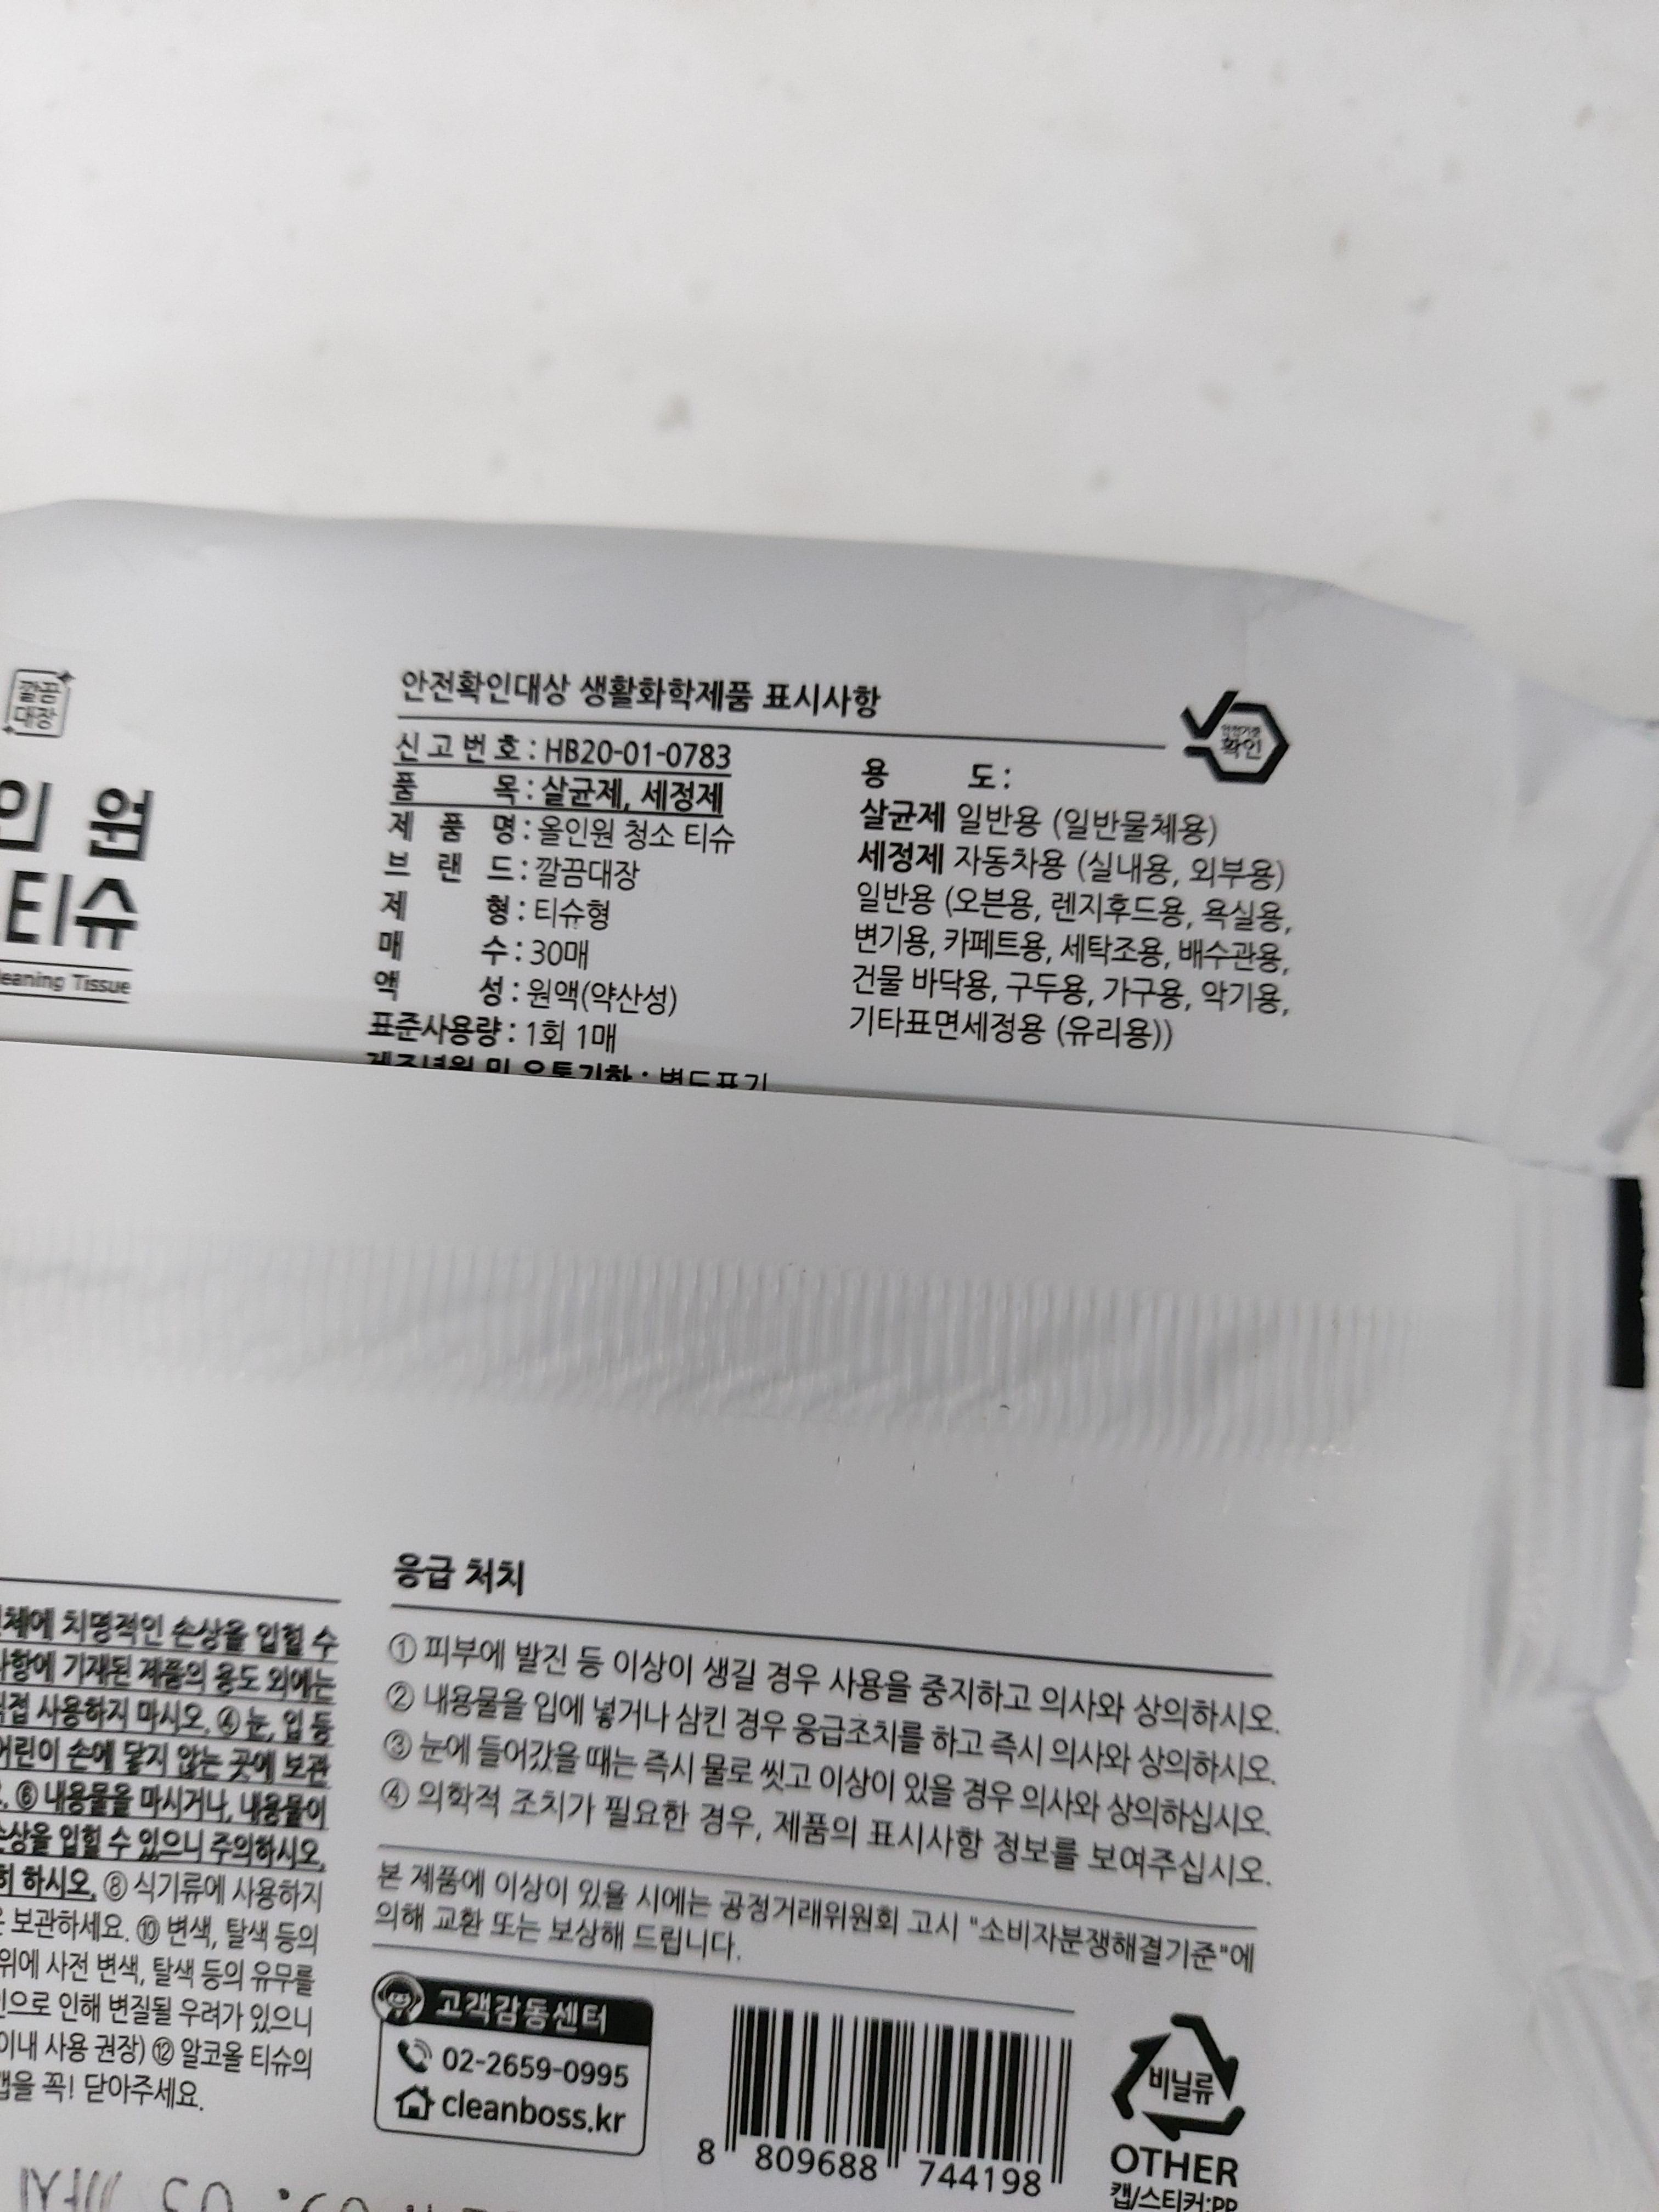 깔끔
대장
인 원
티슈
eaning Tissue
안전확인대상 생활화학제품 표시사항
확인
신고번호 : HB20-01-0783
품 목 : 살균제, 세정제
제 품 명 : 올인원 청소 티슈
브 랜 드 : 깔끔대장
제 형 : 티슈형
매 수 : 30매
액 성 : 원액(약산성)
표준사용량 : 1회 1매
제조년월 및 유통기한 : 별도표기
용 도 :
살균제 일반용 (일반물체용)
세정제 자동차용 (실내용, 외부용)
일반용 (오븐용, 렌지후드용, 욕실용,
변기용, 카페트용, 세탁조용, 배수관용,
건물 바닥용, 구두용, 가구용, 악기용,
기타표면세정용 (유리용))
체에 치명적인 손상을 입힐 수
사항에 기재된 제품의 용도 외에는
접 사용하지 마시오. ④ 눈, 입 등
어린이 손에 닿지 않는 곳에 보관
. ⑥ 내용물을 마시거나, 내용물이
손상을 입힐 수 있으니 주의하시오.
히 하시오. ⑧ 식기류에 사용하지
보관하세요. ⑩ 변색, 탈색 등의
위에 사전 변색, 탈색 등의 유무를
인으로 인해 변질될 우려가 있으니
이내 사용 권장) ⑫ 알코올 티슈의
캡을 꼭! 닫아주세요.
응급 처치
① 피부에 발진 등 이상이 생길 경우 사용을 중지하고 의사와 상의하시오.
② 내용물을 입에 넣거나 삼킨 경우 응급조치를 하고 즉시 의사와 상의하시오.
③ 눈에 들어갔을 때는 즉시 물로 씻고 이상이 있을 경우 의사와 상의하십시오.
④ 의학적 조치가 필요한 경우, 제품의 표시사항 정보를 보여주십시오.
본 제품에 이상이 있을 시에는 공정거래위원회 고시 "소비자분쟁해결기준"에
의해 교환 또는 보상해 드립니다.
고객감동센터
02-2659-0995
cleanboss.kr
8 809688 744198
비닐류
OTHER
캡/스티커:PP